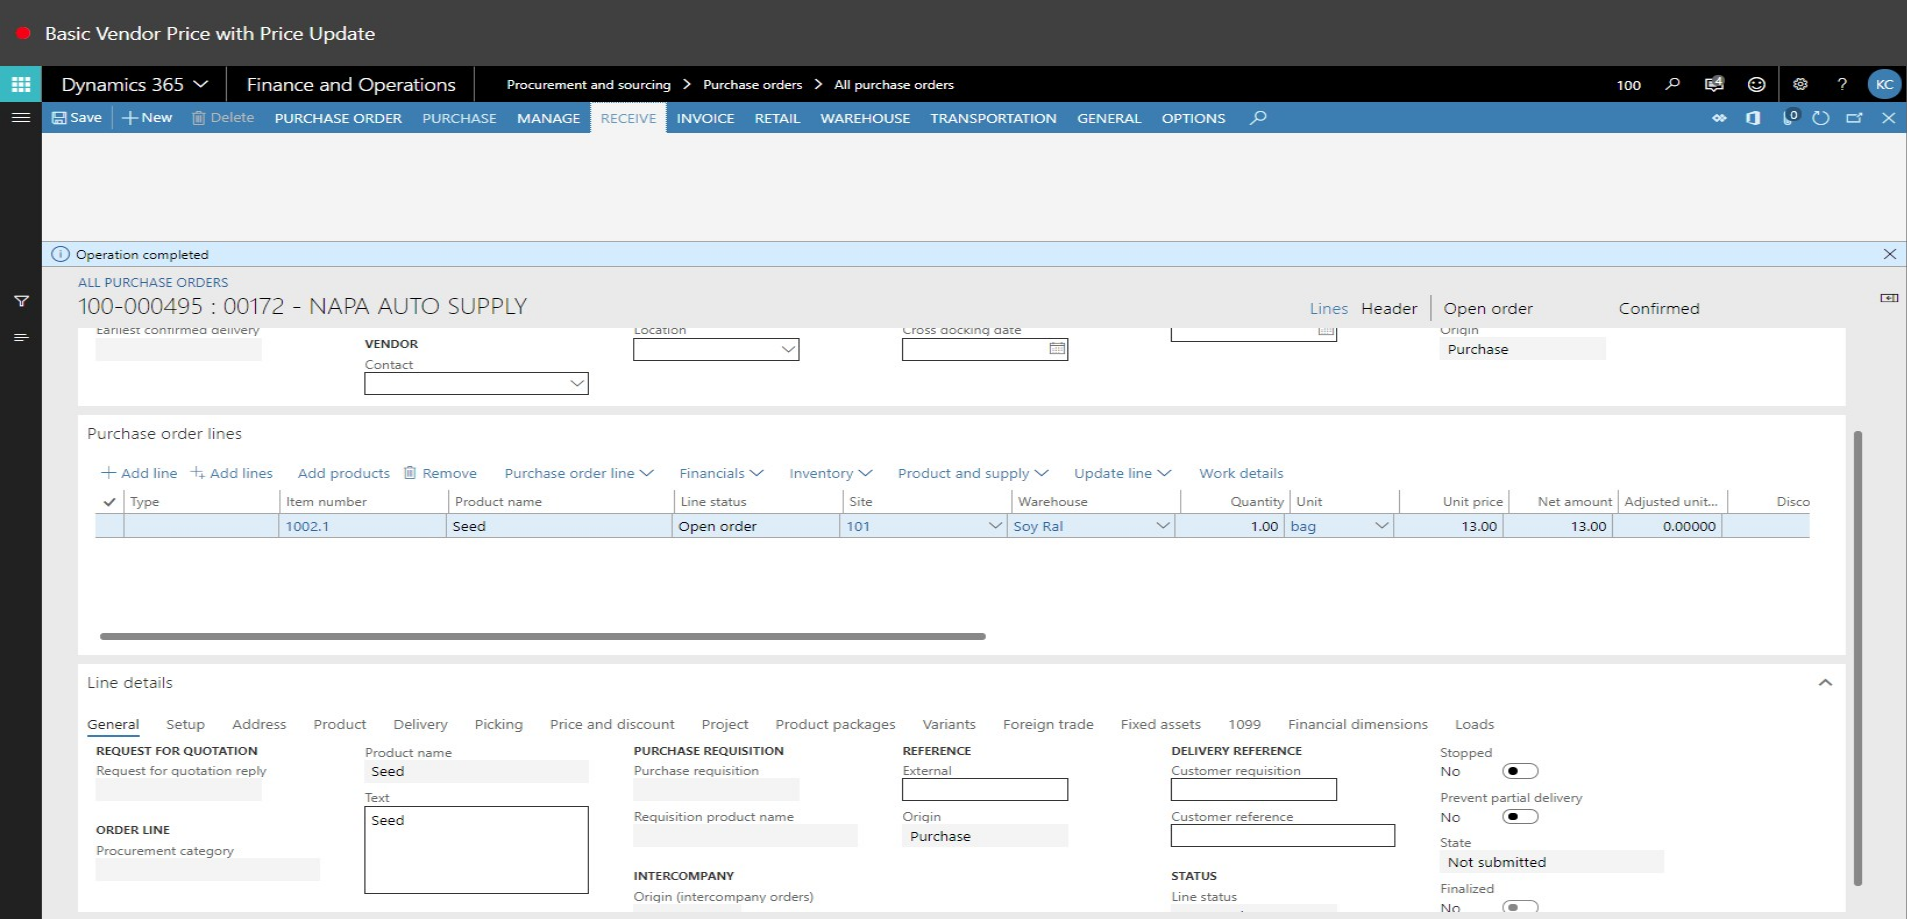 Basic Vendor Price with Price Update
Dynamics 365 Finance and Operations Procurement and sourcing > Purchase orders > All purchase orders 100 4 ? KC
Save + New Delete PURCHASE ORDER PURCHASE MANAGE RECEIVE INVOICE RETAIL WAREHOUSE TRANSPORTATION GENERAL OPTIONS 0
Operation completed
ALL PURCHASE ORDERS
100-000495 : 00172 - NAPA AUTO SUPPLY Lines Header Open order Confirmed
Earliest confirmed delivery Location Cross docking date Origin
VENDOR Purchase
Contact
Purchase order lines
+ Add line Add lines Add products Remove Purchase order line Financials Inventory Product and supply Update line Work details
Type Item number Product name Line status Site Warehouse Quantity Unit Unit price Net amount Adjusted unit... Disco
1002.1 Seed Open order 101 Soy Ral 1.00 bag 13.00 13.00 0.00000
Line details
General Setup Address Product Delivery Picking Price and discount Project Product packages Variants Foreign trade Fixed assets 1099 Financial dimensions Loads
REQUEST FOR QUOTATION
Request for quotation reply
ORDER LINE
Procurement category
Product name
Seed
Text
Seed
PURCHASE REQUISITION
Purchase requisition
Requisition product name
INTERCOMPANY
Origin (intercompany orders)
REFERENCE
External
Origin
Purchase
DELIVERY REFERENCE
Customer requisition
Customer reference
STATUS
Line status
Stopped
No
Prevent partial delivery
No
State
Not submitted
Finalized
No